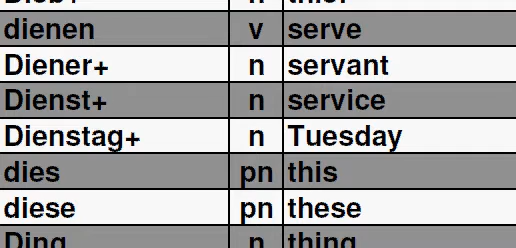 dienen v serve
Diener+ n servant
Dienst+ n service
Dienstag+ n Tuesday
dies pn this
diese pn these
Ding n thing